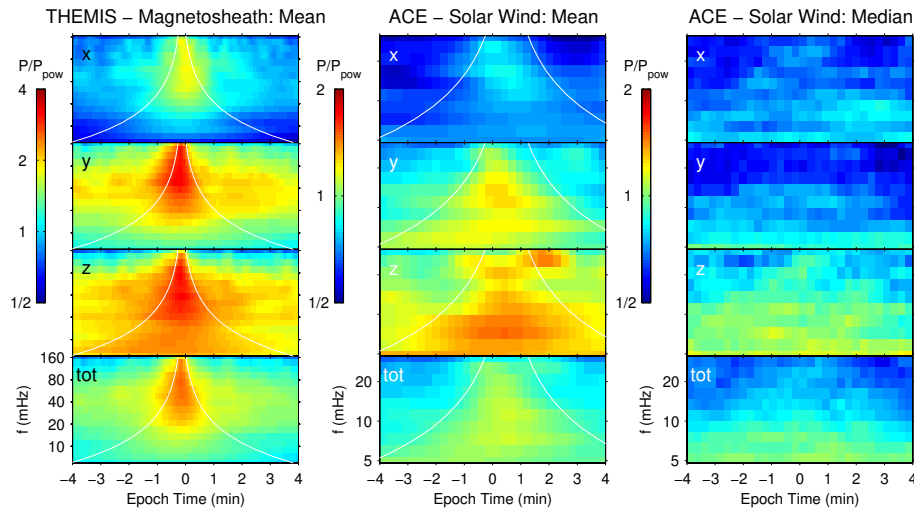 THEMIS − Magnetosheath: Mean
ACE − Solar Wind: Mean
ACE − Solar Wind: Median
P/Ppow
4
2
1
1/2
x
y
z
tot
160
80
40
20
10
f (mHz)
−4 −3 −2 −1 0 1 2 3 4
Epoch Time (min)
P/Ppow
2
1
1/2
x
y
z
tot
20
10
5
f (mHz)
−4 −3 −2 −1 0 1 2 3 4
Epoch Time (min)
P/Ppow
2
1
1/2
x
y
z
tot
20
10
5
f (mHz)
−4 −3 −2 −1 0 1 2 3 4
Epoch Time (min)